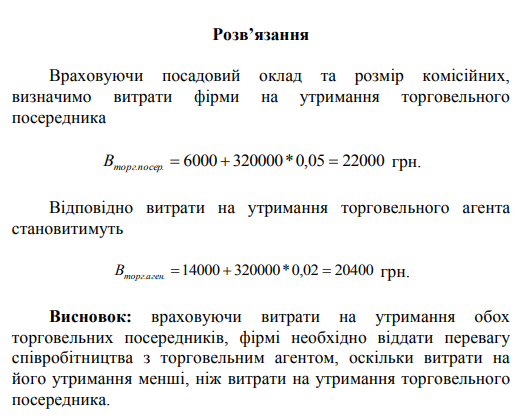 Розв’язання
Враховуючи посадовий оклад та розмір комісійних,
визначимо витрати фірми на утримання торговельного
посередника
Bторг.посер. = 6000 + 320000 * 0,05 = 22000 грн.
Відповідно витрати на утримання торговельного агента
становитимуть
Bторг.аген. = 14000 + 320000 * 0,02 = 20400 грн.
Висновок: враховуючи витрати на утримання обох
торговельних посередників, фірмі необхідно віддати перевагу
співробітництва з торговельним агентом, оскільки витрати на
його утримання менші, ніж витрати на утримання торговельного
посередника.